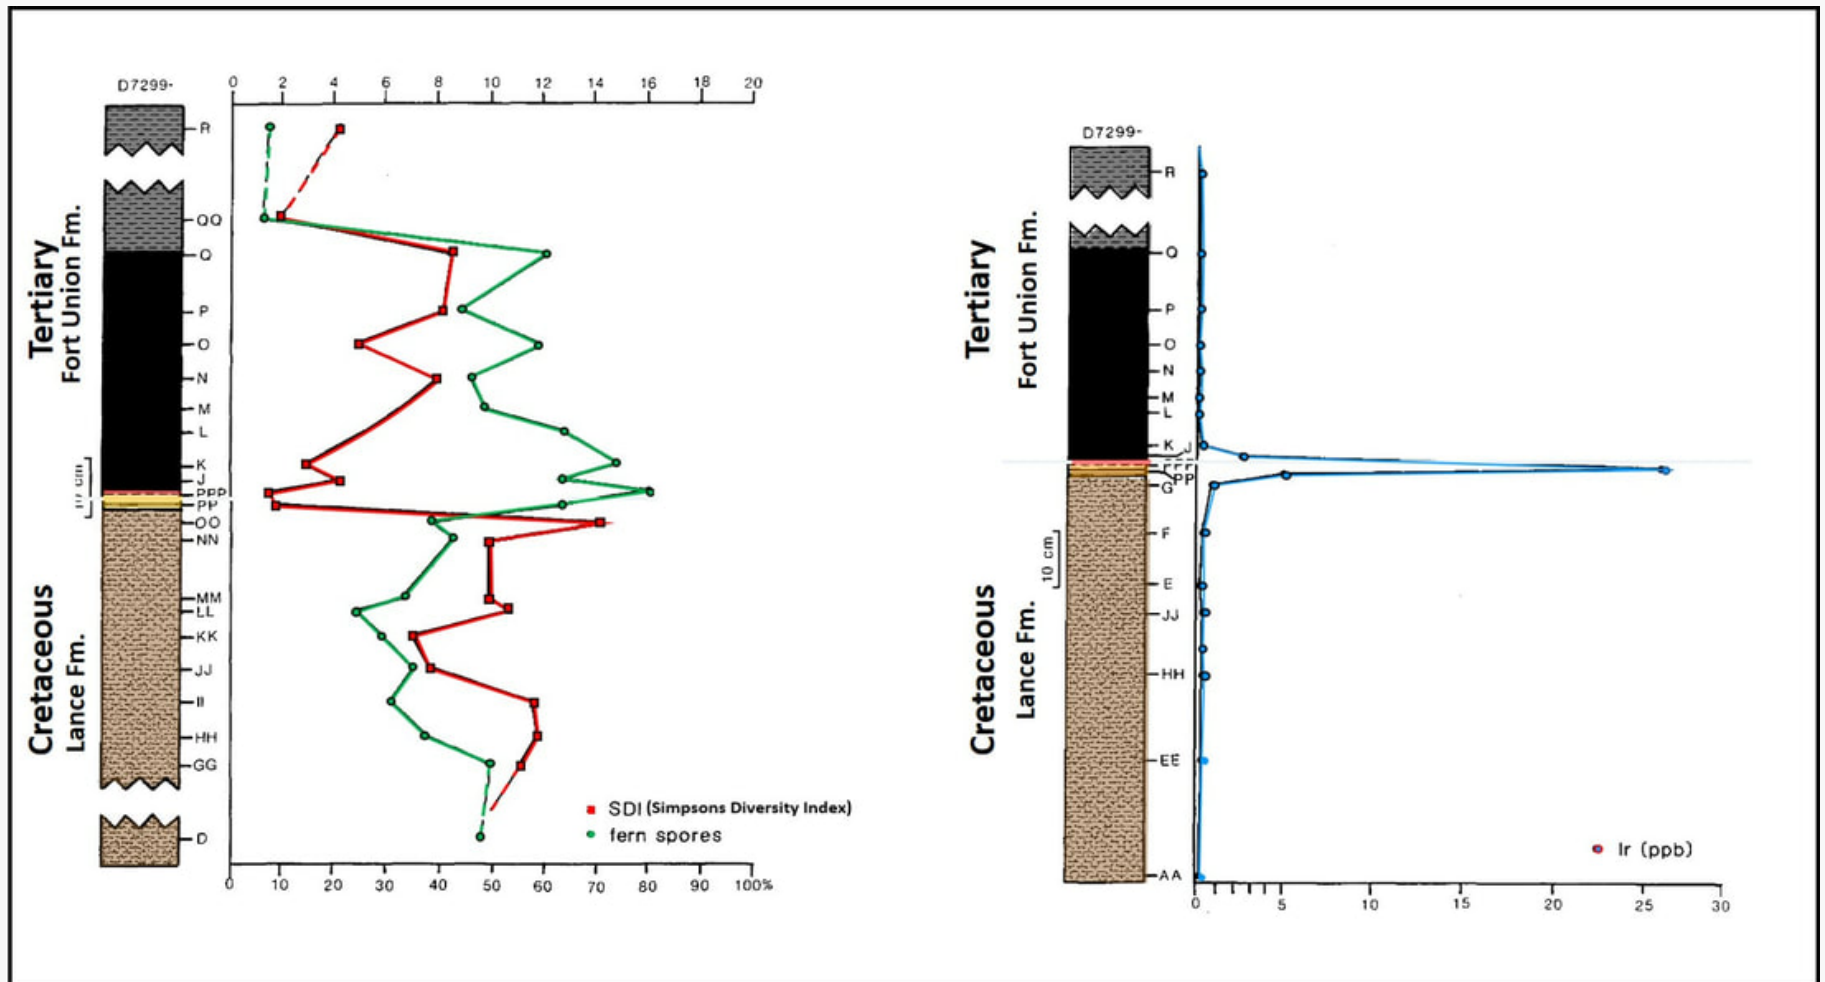 D7299-
0 2 4 6 8 10 12 14 16 18 20
R
QQ
Q
P
O
N
M
L
K
J
PPP
PP
OO
NN
MM
LL
KK
JJ
II
HH
GG
D
Tertiary
Fort Union Fm.
Cretaceous
Lance Fm.
SDI (Simpsons Diversity Index)
fern spores
0 10 20 30 40 50 60 70 80 90 100%
D7299-
R
Q
P
O
N
M
L
K J
PP
G
F
E
JJ
HH
EE
AA
Tertiary
Fort Union Fm.
Cretaceous
Lance Fm.
10 cm
Ir (ppb)
0 5 10 15 20 25 30